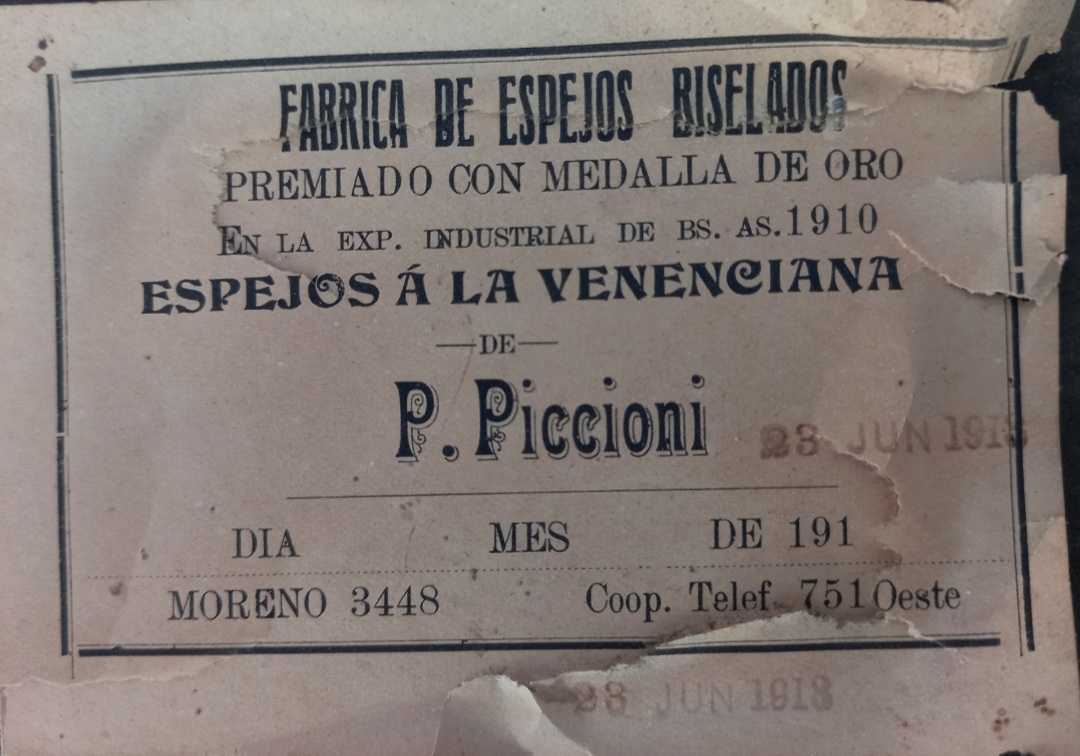 FABRICA DE ESPEJOS BISELADOS
PREMIADO CON MEDALLA DE ORO
EN LA EXP. INDUSTRIAL DE BS. AS. 1910
ESPEJOS Á LA VENENCIANA
—DE—
P. Piccioni
23 JUN 1913
DIA MES DE 191
MORENO 3448 Coop. Telef. 751 Oeste
23 JUN 1913